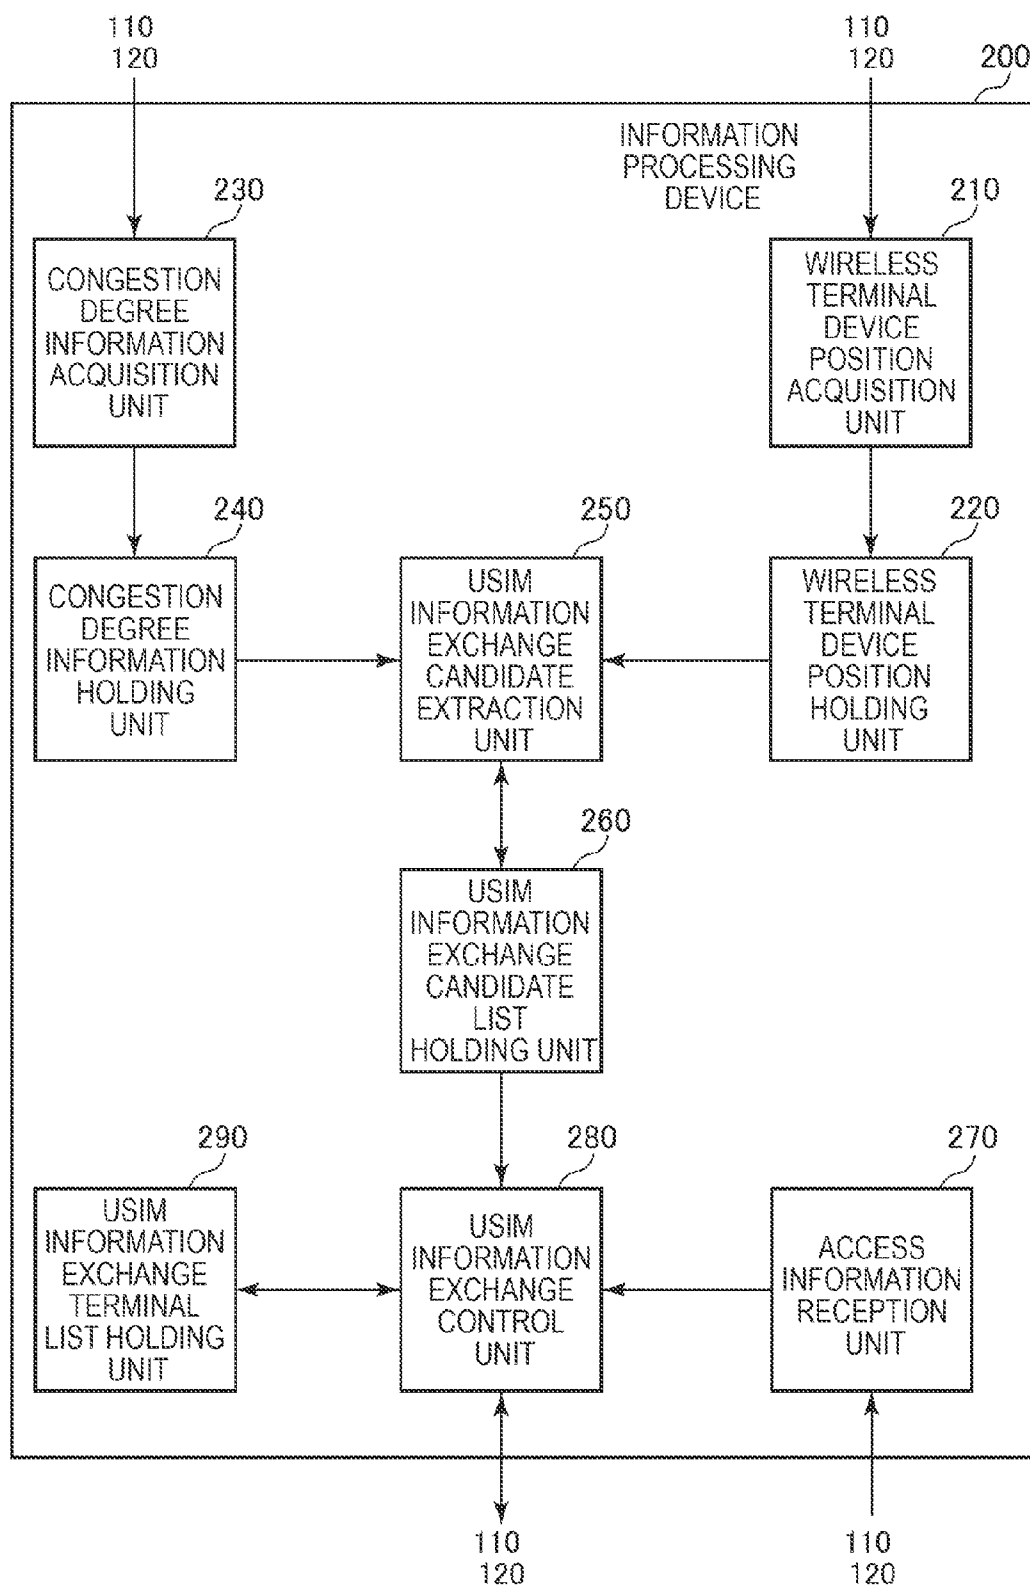 110
120
110
120
200
INFORMATION
PROCESSING
DEVICE
230
CONGESTION
DEGREE
INFORMATION
ACQUISITION
UNIT
210
WIRELESS
TERMINAL
DEVICE
POSITION
ACQUISITION
UNIT
240
CONGESTION
DEGREE
INFORMATION
HOLDING
UNIT
250
USIM
INFORMATION
EXCHANGE
CANDIDATE
EXTRACTION
UNIT
220
WIRELESS
TERMINAL
DEVICE
POSITION
HOLDING
UNIT
260
USIM
INFORMATION
EXCHANGE
CANDIDATE
LIST
HOLDING UNIT
290
USIM
INFORMATION
EXCHANGE
TERMINAL
LIST HOLDING
UNIT
280
USIM
INFORMATION
EXCHANGE
CONTROL
UNIT
270
ACCESS
INFORMATION
RECEPTION
UNIT
110
120
110
120